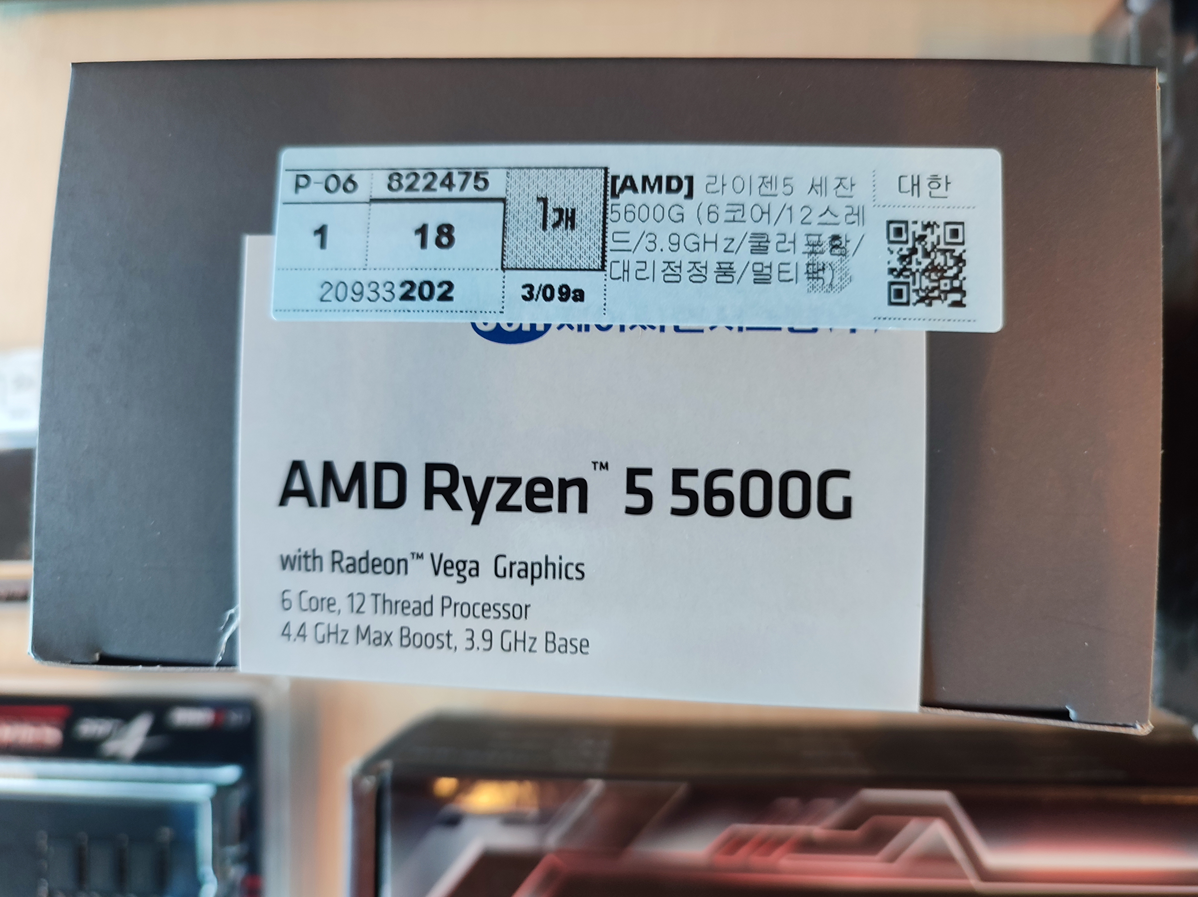 P-06 822475
1 18 1개
20933202 3/09a
[AMD] 라이젠5 세잔
5600G (6코어/12스레
드/3.9GHz/쿨러포함/
대리점정품/멀티팩)
대한
AMD Ryzen™ 5 5600G
with Radeon™ Vega Graphics
6 Core, 12 Thread Processor
4.4 GHz Max Boost, 3.9 GHz Base